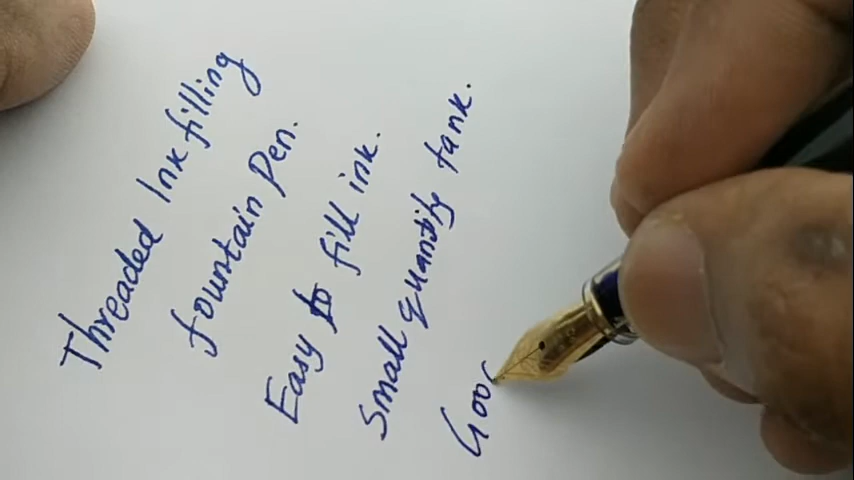 Threaded Ink filling
fountain Pen.
Easy to fill ink.
Small quantity tank.
Goo